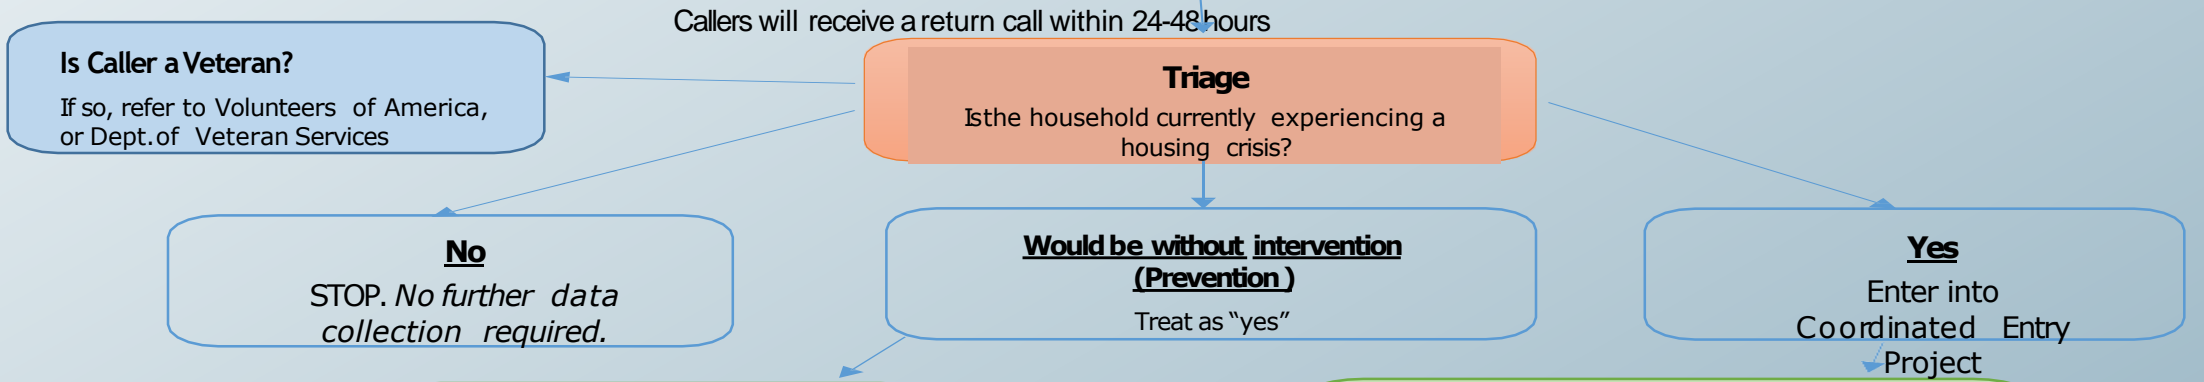 Callers will receive a return call within 24-48 hours
Is Caller a Veteran?
If so, refer to Volunteers of America,
or Dept. of Veteran Services
Triage
Is the household currently experiencing a
housing crisis?
No
STOP. No further data
collection required.
Would be without intervention
(Prevention)
Treat as “yes”
Yes
Enter into
Coordinated Entry
Project